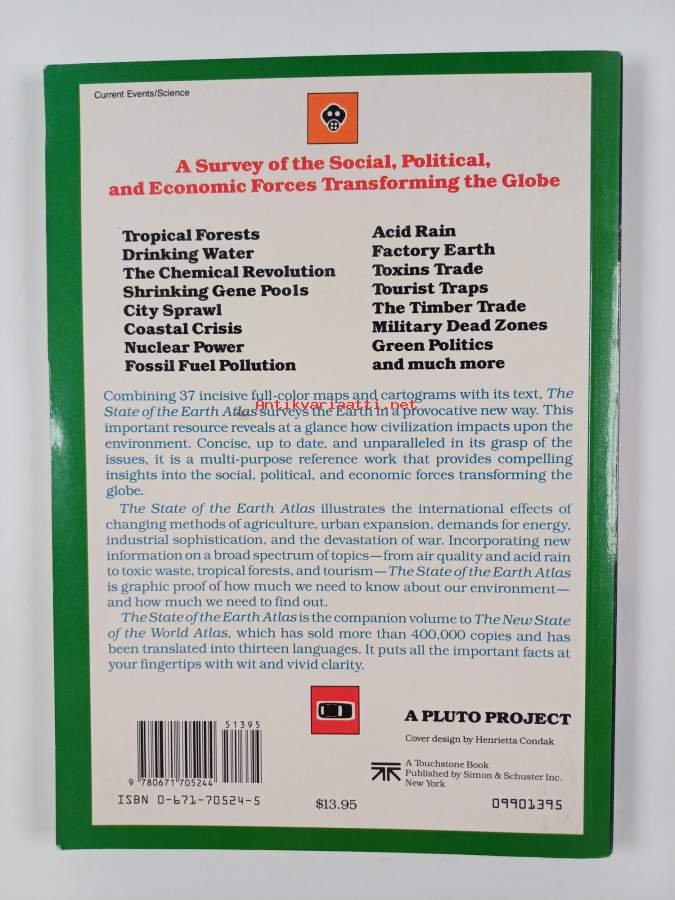 Current Events/Science
A Survey of the Social, Political,
and Economic Forces Transforming the Globe
Tropical Forests
Drinking Water
The Chemical Revolution
Shrinking Gene Pools
City Sprawl
Coastal Crisis
Nuclear Power
Fossil Fuel Pollution
Acid Rain
Factory Earth
Toxins Trade
Tourist Traps
The Timber Trade
Military Dead Zones
Green Politics
and much more
Combining 37 incisive full-color maps and cartograms with its text, The
State of the Earth Atlas surveys the Earth in a provocative new way. This
Antikvariaatti.net
important resource reveals at a glance how civilization impacts upon the
environment. Concise, up to date, and unparalleled in its grasp of the
issues, it is a multi-purpose reference work that provides compelling
insights into the social, political, and economic forces transforming the
globe.
The State of the Earth Atlas illustrates the international effects of
changing methods of agriculture, urban expansion, demands for energy,
industrial sophistication, and the devastation of war. Incorporating new
information on a broad spectrum of topics—from air quality and acid rain
to toxic waste, tropical forests, and tourism—The State of the Earth Atlas
is graphic proof of how much we need to know about our environment—
and how much we need to find out.
The State of the Earth Atlas is the companion volume to The New State
of the World Atlas, which has sold more than 400,000 copies and has
been translated into thirteen languages. It puts all the important facts at
your fingertips with wit and vivid clarity.
51395
9 780671 705244
ISBN 0-671-70524-5
$13.95
A PLUTO PROJECT
Cover design by Henrietta Condak
A Touchstone Book
Published by Simon & Schuster Inc.
New York
09901395